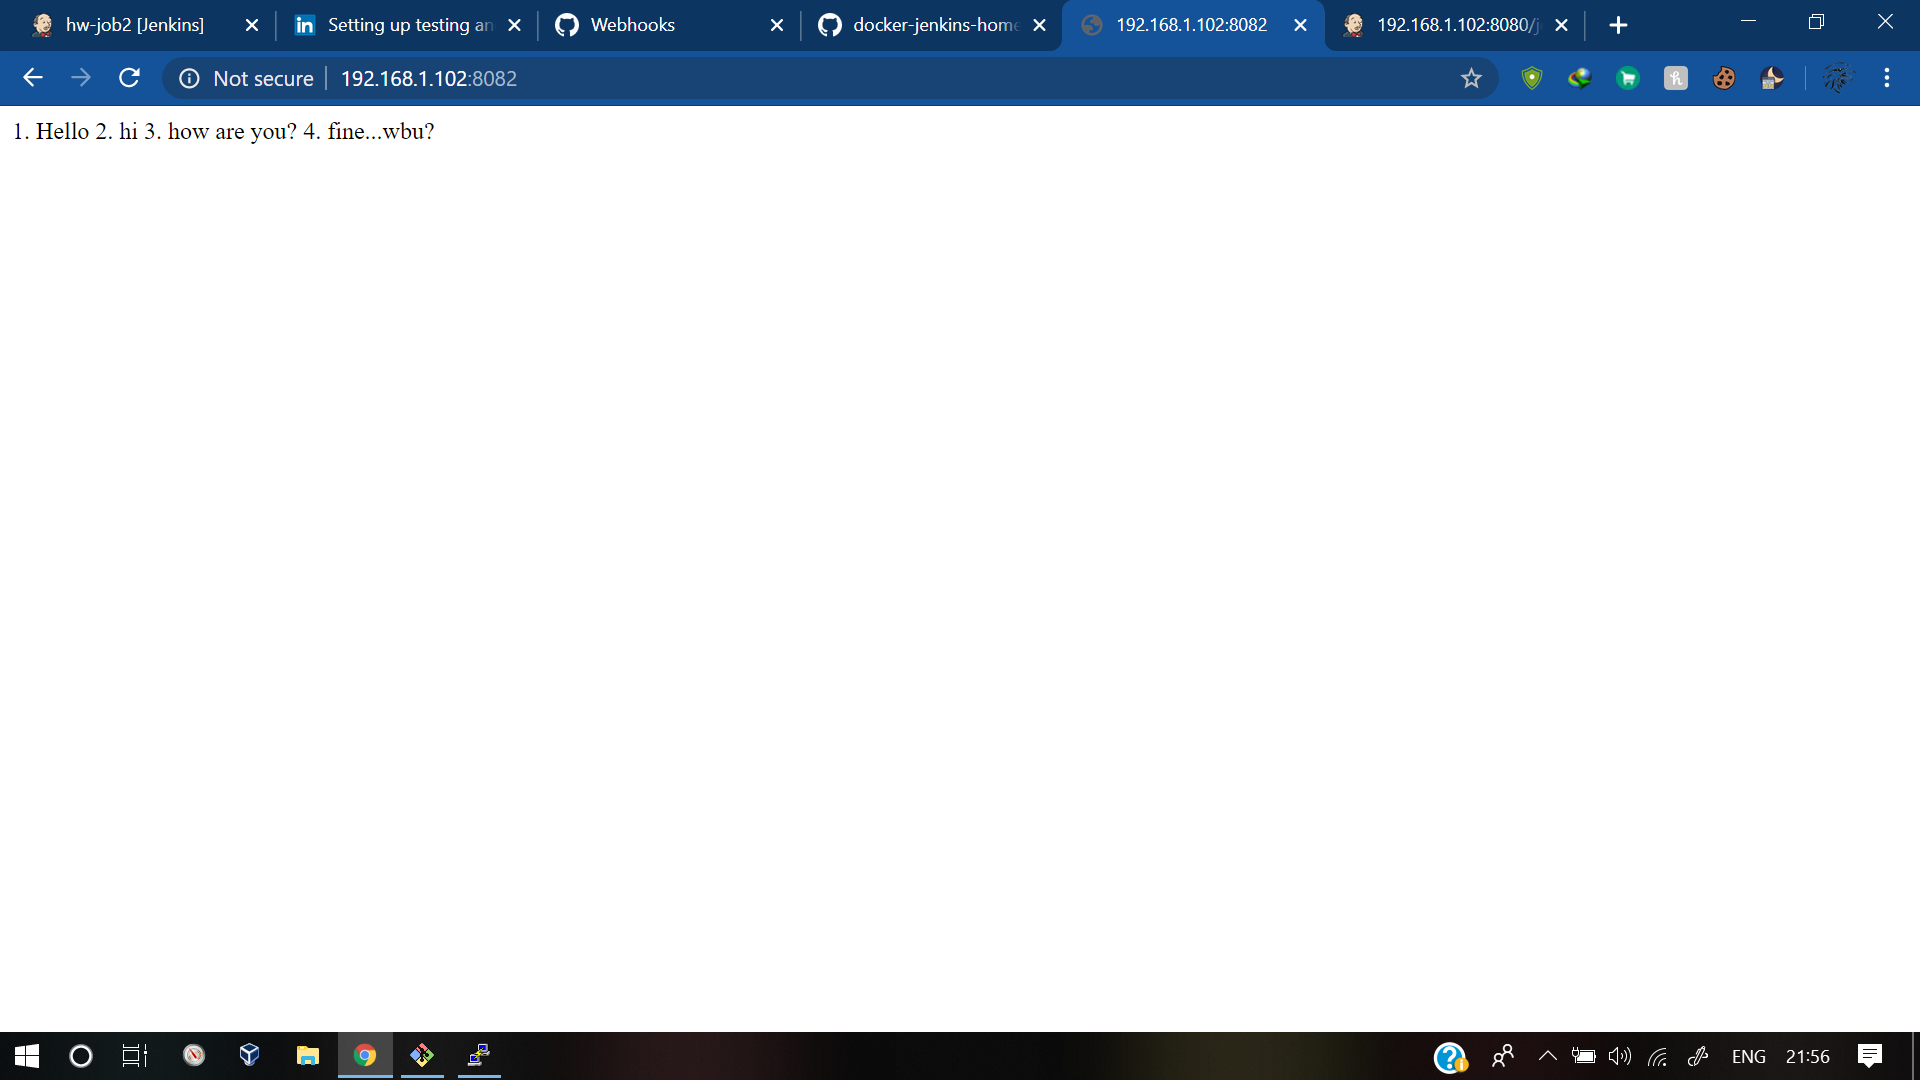 hw-job2 [Jenkins]
Setting up testing an
Webhooks
docker-jenkins-home
192.168.1.102:8082
192.168.1.102:8080/j
Not secure
192.168.1.102:8082
1. Hello 2. hi 3. how are you? 4. fine...wbu?
ENG
21:56